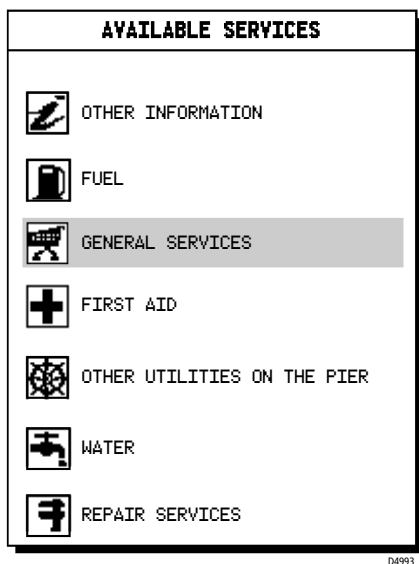 AVAILABLE SERVICES
OTHER INFORMATION
FUEL
GENERAL SERVICES
FIRST AID
OTHER UTILITIES ON THE PIER
WATER
REPAIR SERVICES
D4993